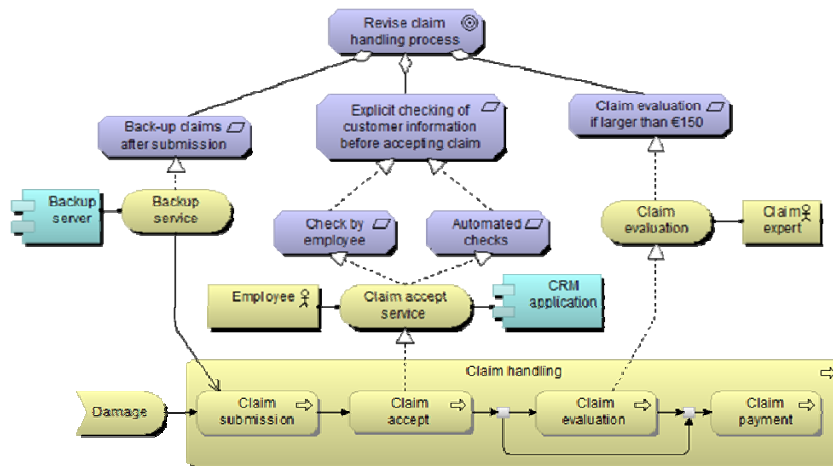 Revise claim
handling process
Back-up claims
after submission
Explicit checking of
customer information
before accepting claim
Claim evaluation
if larger than €150
Backup
server
Backup
service
Check by
employee
Automated
checks
Claim
evaluation
Claim
expert
Employee
Claim accept
service
CRM
application
Claim handling
Damage
Claim
submission
Claim
accept
Claim
evaluation
Claim
payment